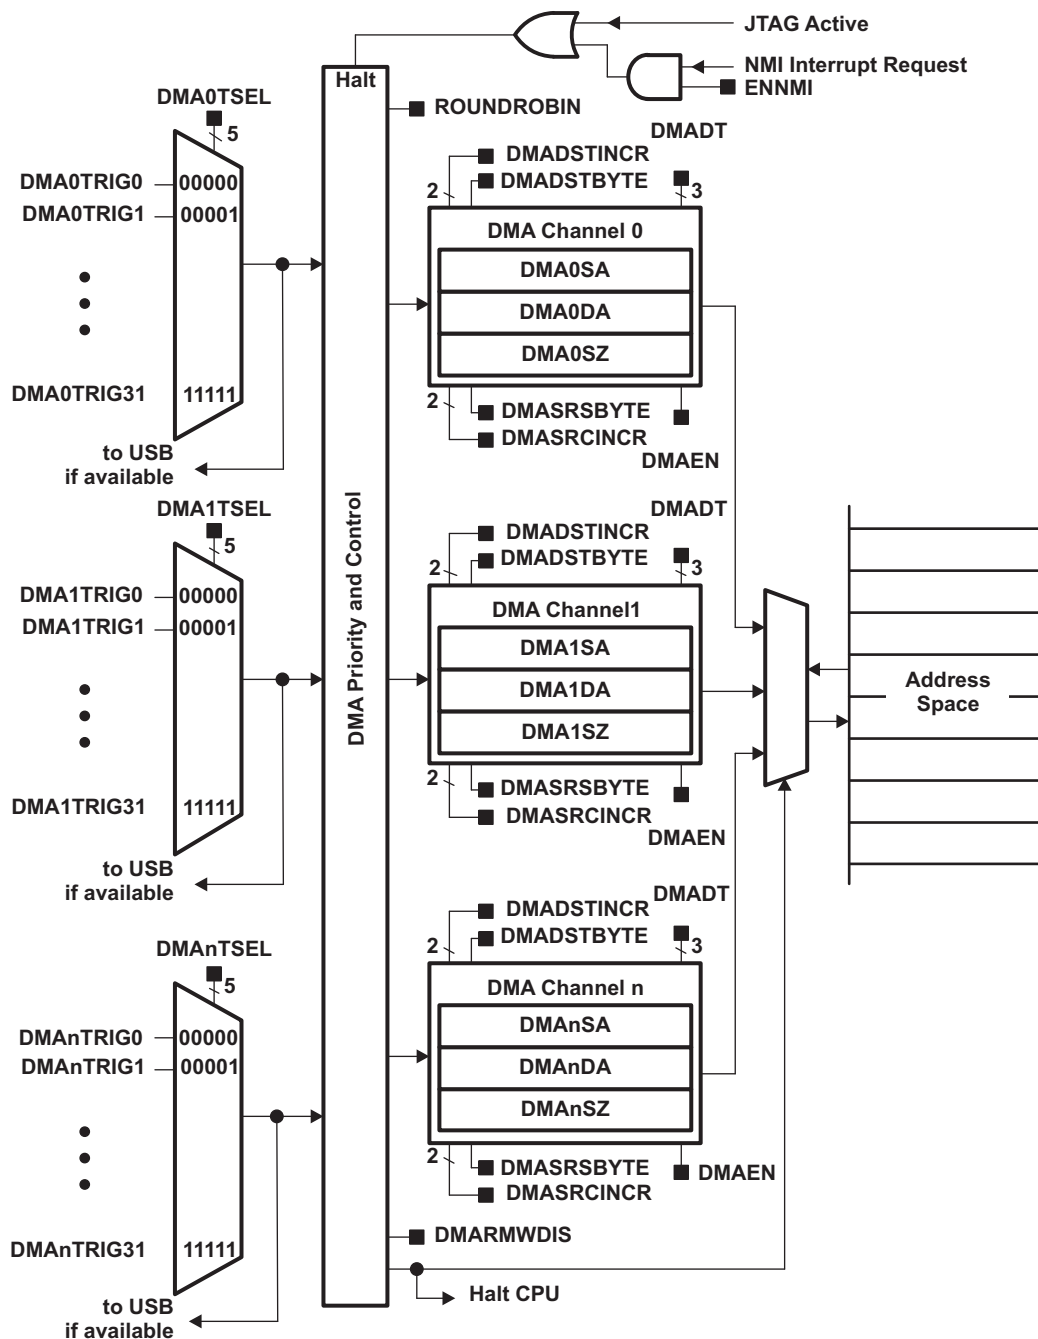 JTAG Active
NMI Interrupt Request
ENNMI
Halt
DMA Priority and Control
ROUNDROBIN
DMA0TSEL
5
DMA0TRIG0
00000
DMA0TRIG1
00001
DMA0TRIG31
11111
to USB
if available
DMADT
DMADSTINCR
DMADSTBYTE
2
3
DMA Channel 0
DMA0SA
DMA0DA
DMA0SZ
2
DMASRSBYTE
DMASRCINCR
DMAEN
DMA1TSEL
5
DMA1TRIG0
00000
DMA1TRIG1
00001
DMA1TRIG31
11111
to USB
if available
DMADT
DMADSTINCR
DMADSTBYTE
2
3
DMA Channel1
DMA1SA
DMA1DA
DMA1SZ
2
DMASRSBYTE
DMASRCINCR
DMAEN
Address
Space
DMAnTSEL
5
DMAnTRIG0
00000
DMAnTRIG1
00001
DMAnTRIG31
11111
to USB
if available
DMADT
DMADSTINCR
DMADSTBYTE
2
3
DMA Channel n
DMAnSA
DMAnDA
DMAnSZ
2
DMASRSBYTE
DMASRCINCR
DMAEN
DMARMWDIS
Halt CPU